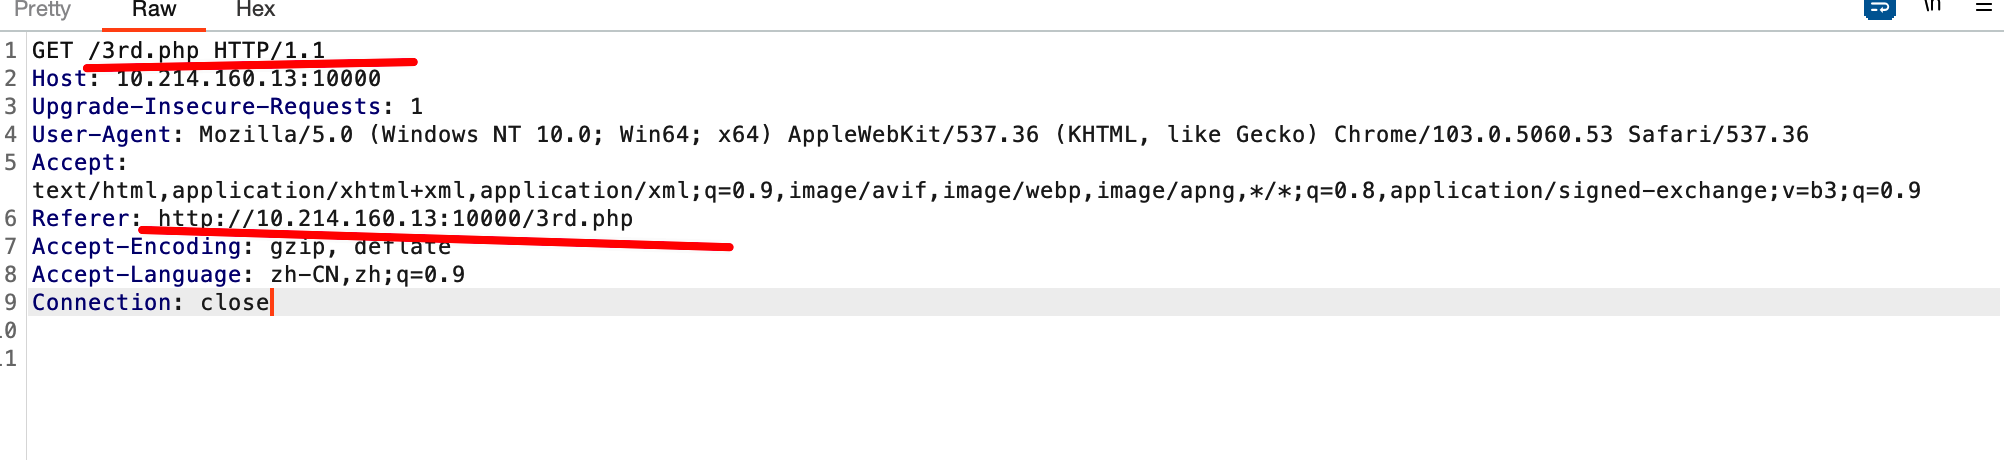 Pretty Raw Hex \n
1 GET /3rd.php HTTP/1.1
2 Host: 10.214.160.13:10000
3 Upgrade-Insecure-Requests: 1
4 User-Agent: Mozilla/5.0 (Windows NT 10.0; Win64; x64) AppleWebKit/537.36 (KHTML, like Gecko) Chrome/103.0.5060.53 Safari/537.36
5 Accept:
text/html,application/xhtml+xml,application/xml;q=0.9,image/avif,image/webp,image/apng,*/*;q=0.8,application/signed-exchange;v=b3;q=0.9
6 Referer: http://10.214.160.13:10000/3rd.php
7 Accept-Encoding: gzip, deflate
8 Accept-Language: zh-CN,zh;q=0.9
9 Connection: close
10
11